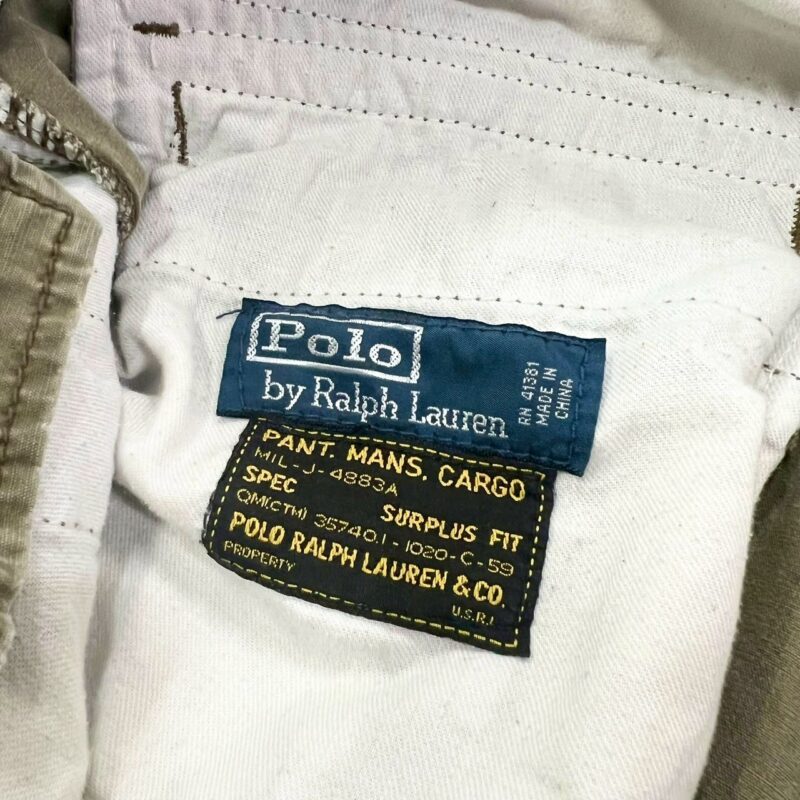 Polo
by Ralph Lauren
RN 41381
MADE IN
CHINA
PANT. MANS. CARGO
MIL-J-4883A
SPEC
SURPLUS FIT
QM(CTM) 35740.1-1020-C-59
POLO RALPH LAUREN & CO.
PROPERTY
U.S.R.L